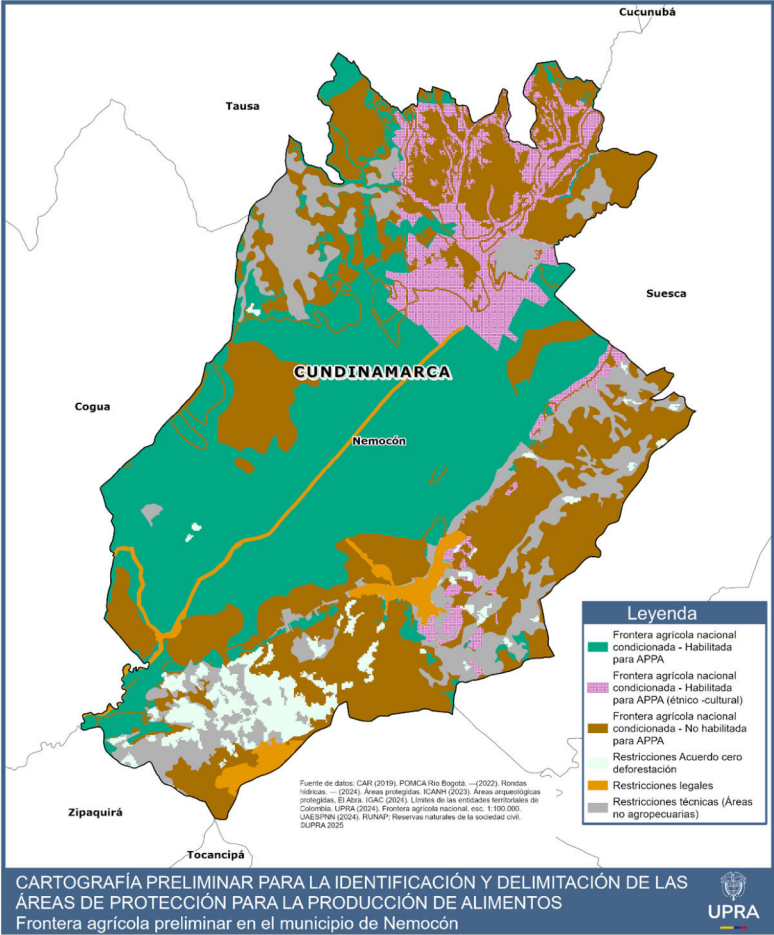 Cucunubá
Tausa
Suesca
CUNDINAMARCA
Cogua
Nemocón
Leyenda
Frontera agrícola nacional
condicionada - Habilitada
para APPA
Frontera agrícola nacional
condicionada - Habilitada
para APPA (étnico -cultural)
Frontera agrícola nacional
condicionada - No habilitada
para APPA
Restricciones Acuerdo cero
deforestación
Restricciones legales
Restricciones técnicas (Áreas
no agropecuarias)
Fuente de datos: CAR (2019). POMCA Río Bogotá. —(2022). Rondas
hídricas. — (2024). Áreas protegidas. ICANH (2023). Áreas arqueológicas
protegidas, El Abra. IGAC (2024). Límites de las entidades territoriales de
Colombia. UPRA (2024). Frontera agrícola nacional. esc. 1:100.000.
UAESPNN (2024). RUNAP: Reservas naturales de la sociedad civil.
©UPRA 2025
Zipaquirá
Tocancipá
CARTOGRAFÍA PRELIMINAR PARA LA IDENTIFICACIÓN Y DELIMITACIÓN DE LAS
ÁREAS DE PROTECCIÓN PARA LA PRODUCCIÓN DE ALIMENTOS
Frontera agrícola preliminar en el municipio de Nemocón
UPRA